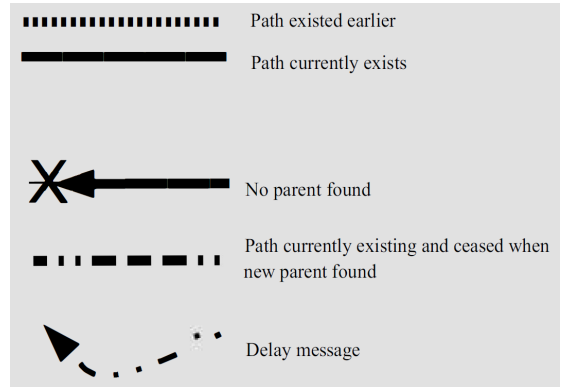 Path existed earlier
Path currently exists
No parent found
Path currently existing and ceased when
new parent found
Delay message